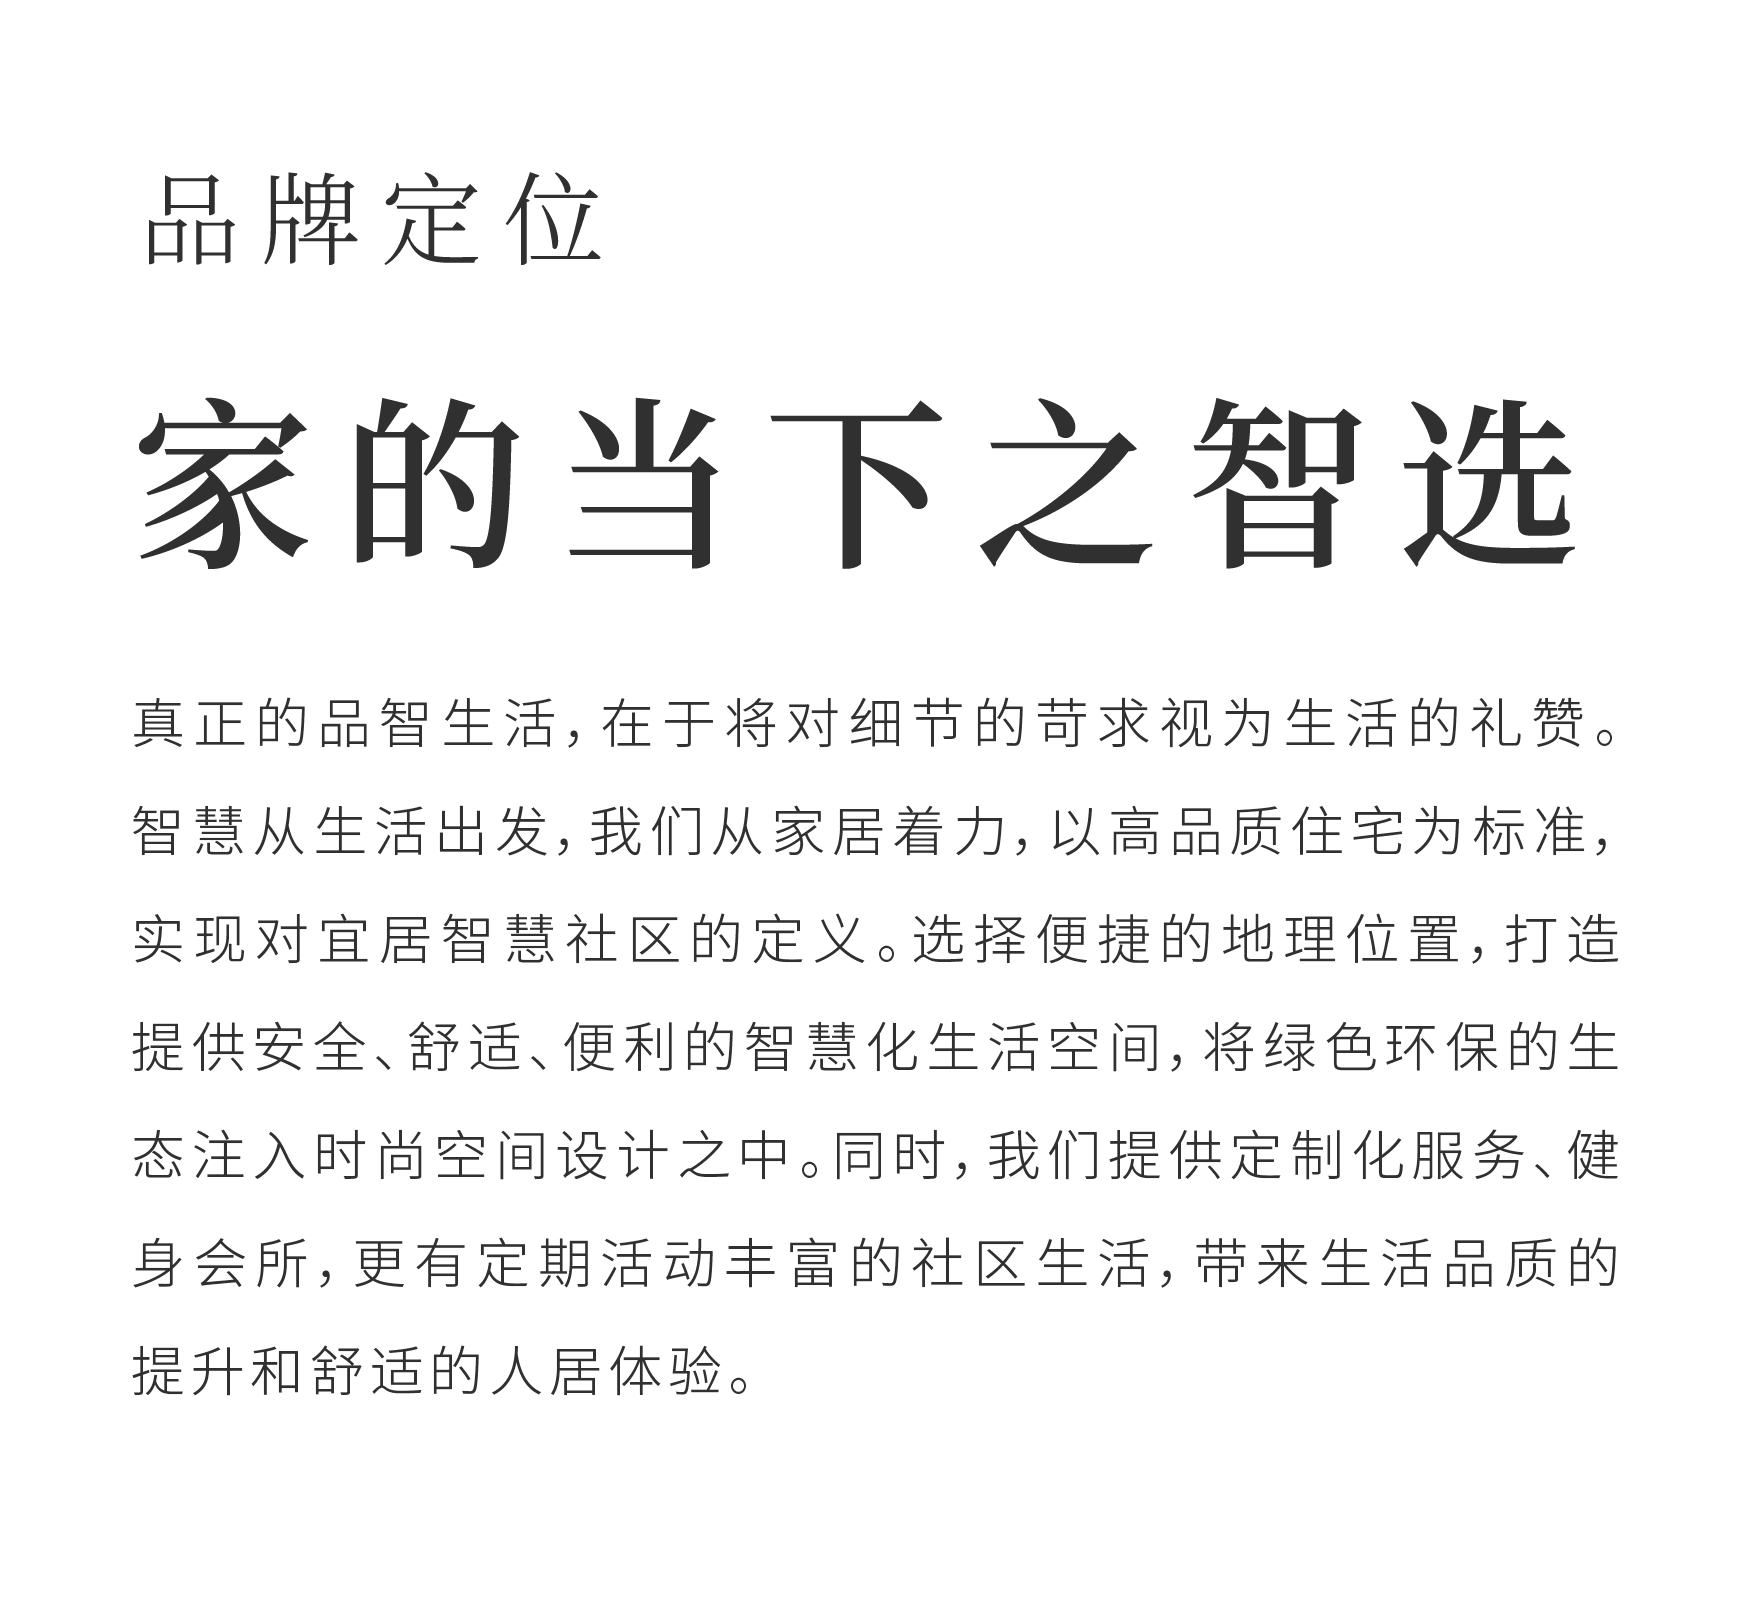 品牌定位
家的当下之智选
真正的品智生活，在于将对细节的苛求视为生活的礼赞。
智慧从生活出发，我们从家居着力，以高品质住宅为标准，
实现对宜居智慧社区的定义。选择便捷的地理位置，打造
提供安全、舒适、便利的智慧化生活空间，将绿色环保的生
态注入时尚空间设计之中。同时，我们提供定制化服务、健
身会所，更有定期活动丰富的社区生活，带来生活品质的
提升和舒适的人居体验。